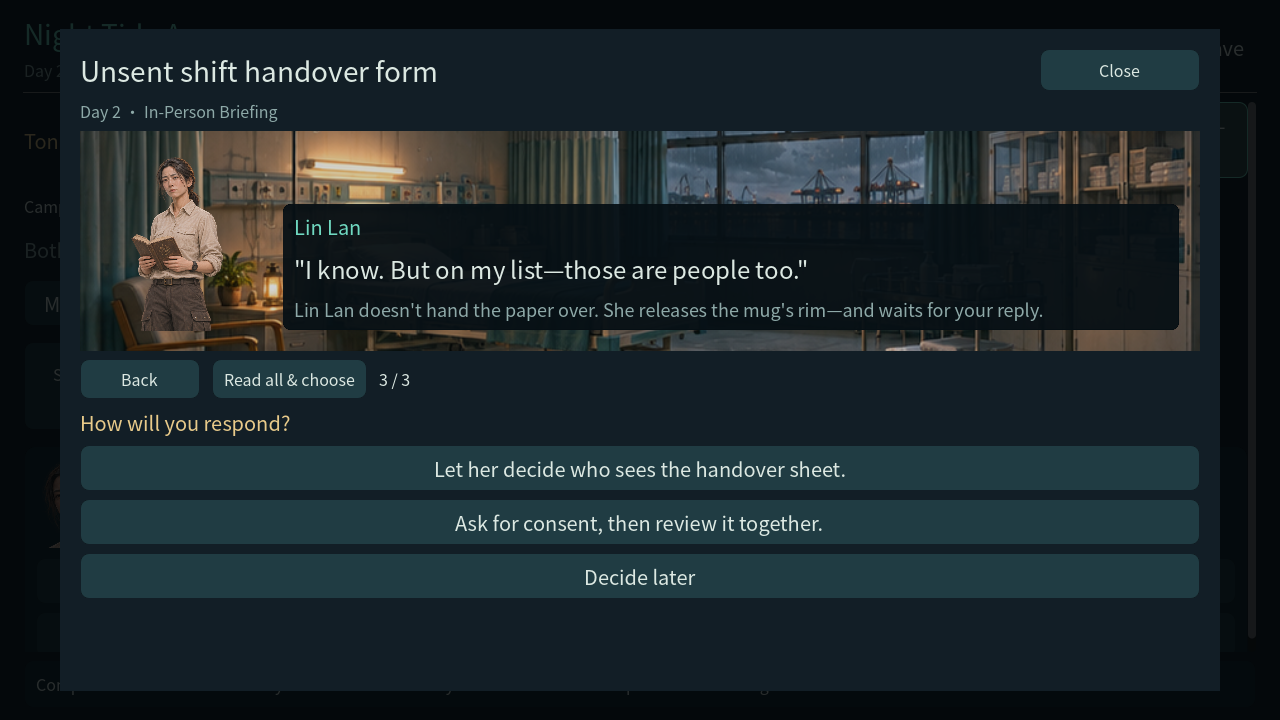 Unsent shift handover form
Close
Day 2 • In-Person Briefing
Lin Lan
"I know. But on my list—those are people too."
Lin Lan doesn't hand the paper over. She releases the mug's rim—and waits for your reply.
Back
Read all & choose
3 / 3
How will you respond?
Let her decide who sees the handover sheet.
Ask for consent, then review it together.
Decide later